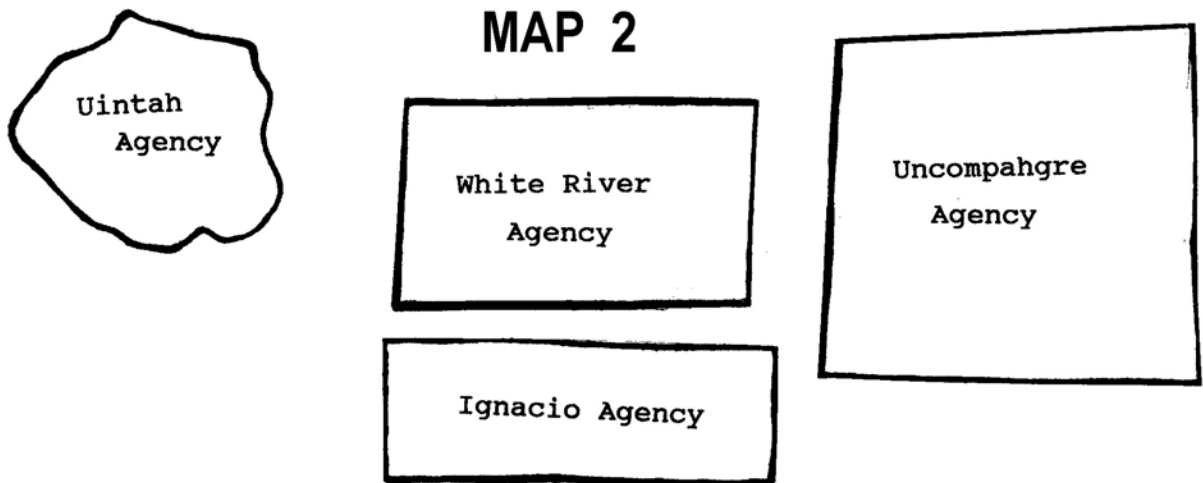 MAP 2
Uintah
Agency
White River
Agency
Uncompahgre
Agency
Ignacio Agency